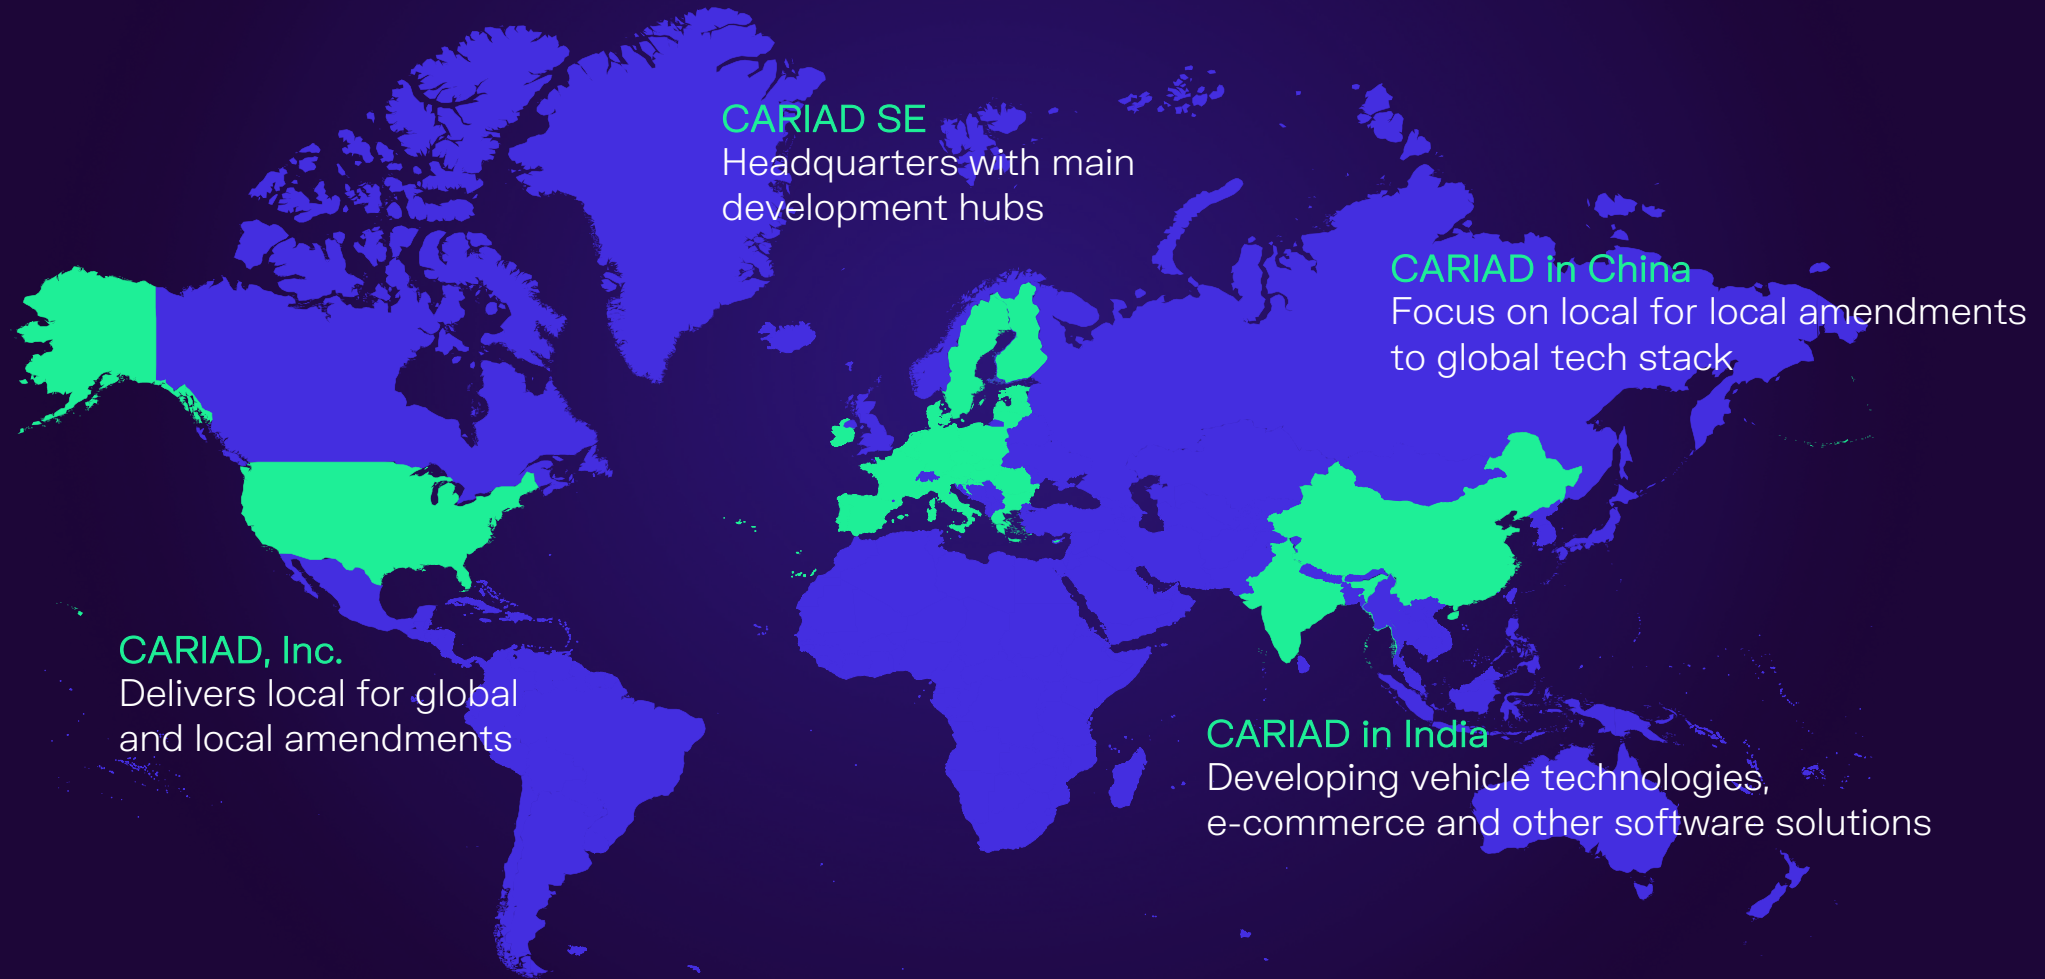 CARIAD SE
Headquarters with main
development hubs
CARIAD in China
Focus on local for local amendments
to global tech stack
CARIAD, Inc.
Delivers local for global
and local amendments
CARIAD in India
Developing vehicle technologies,
e-commerce and other software solutions